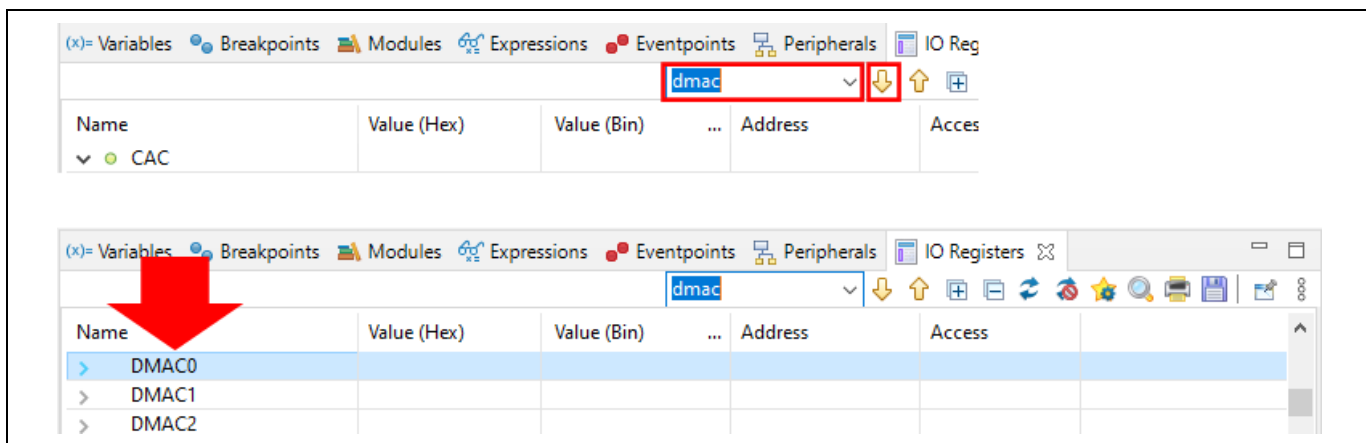 (x)= Variables Breakpoints Modules Expressions Eventpoints Peripherals IO Reg
dmac
Name Value (Hex) Value (Bin) ... Address Acces
CAC
(x)= Variables Breakpoints Modules Expressions Eventpoints Peripherals IO Registers
dmac
Name Value (Hex) Value (Bin) ... Address Access
DMAC0
DMAC1
DMAC2